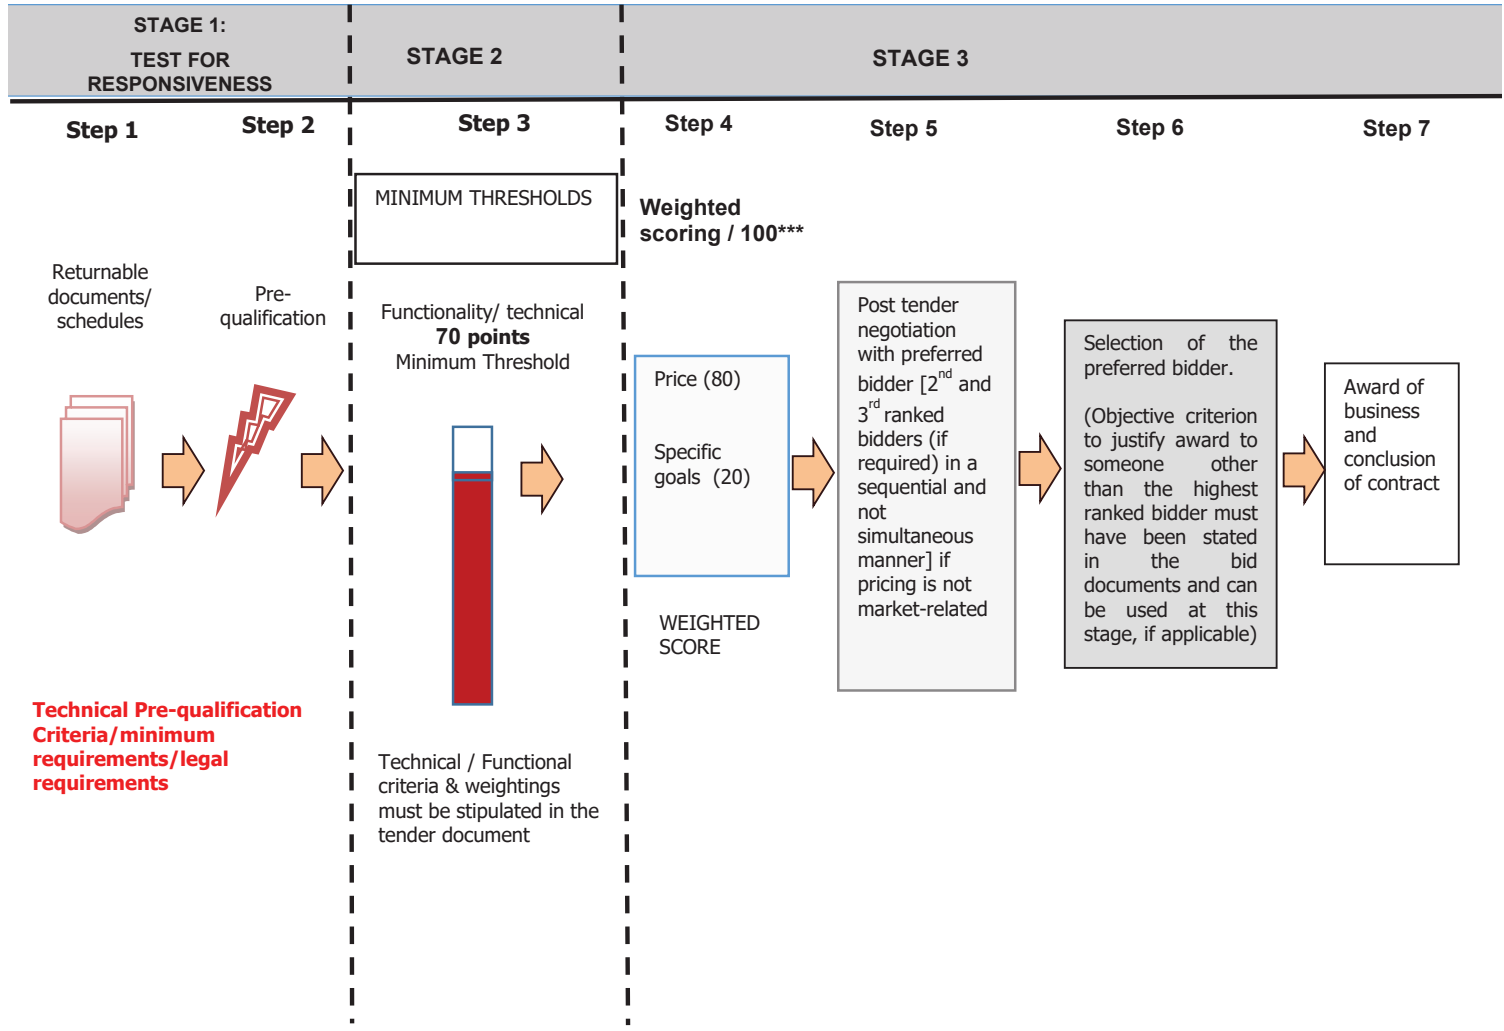 STAGE 1:
TEST FOR
RESPONSIVENESS
STAGE 2
STAGE 3
Step 1
Step 2
Step 3
Step 4
Step 5
Step 6
Step 7
Returnable
documents/
schedules
Pre-
qualification
Technical Pre-qualification
Criteria/minimum
requirements/legal
requirements
MINIMUM THRESHOLDS
Functionality/ technical
70 points
Minimum Threshold
Technical / Functional
criteria & weightings
must be stipulated in the
tender document
Weighted
scoring / 100***
Price (80)
Specific
goals (20)
WEIGHTED
SCORE
Post tender
negotiation
with preferred
bidder [2nd and
3rd ranked
bidders (if
required) in a
sequential and
not
simultaneous
manner] if
pricing is not
market-related
Selection of the
preferred bidder.
(Objective criterion
to justify award to
someone other
than the highest
ranked bidder must
have been stated
in the bid
documents and can
be used at this
stage, if applicable)
Award of
business
and
conclusion
of contract